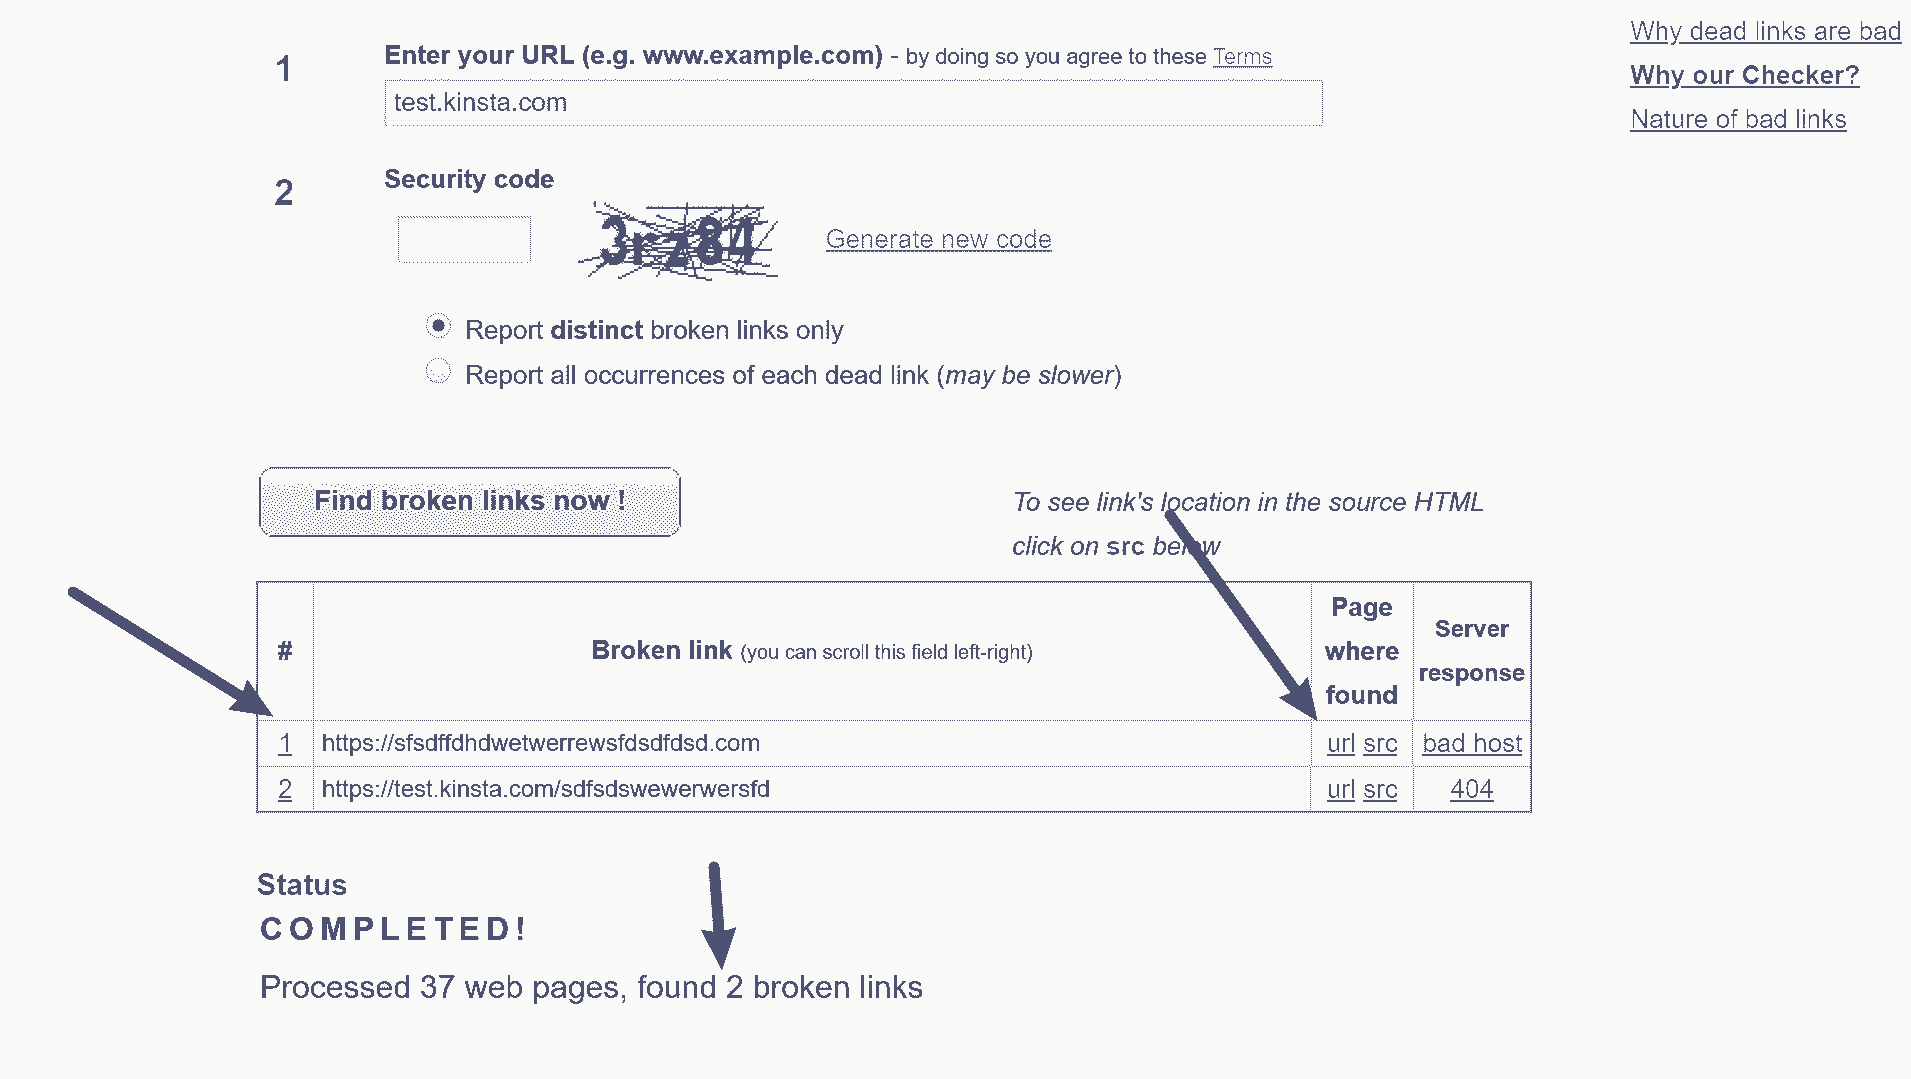 Why dead links are bad
Why our Checker?
Nature of bad links
1
Enter your URL (e.g. www.example.com) - by doing so you agree to these Terms
test.kinsta.com
2
Security code
3rz84
Generate new code
Report distinct broken links only
Report all occurrences of each dead link (may be slower)
Find broken links now !
To see link's location in the source HTML
click on src below
# Broken link (you can scroll this field left-right) Page where found Server response
1 https://sfsdffdhdwetwerrewsfdsdfdsd.com url src bad host
2 https://test.kinsta.com/sdfsdswewerwersfd url src 404
Status
COMPLETED!
Processed 37 web pages, found 2 broken links